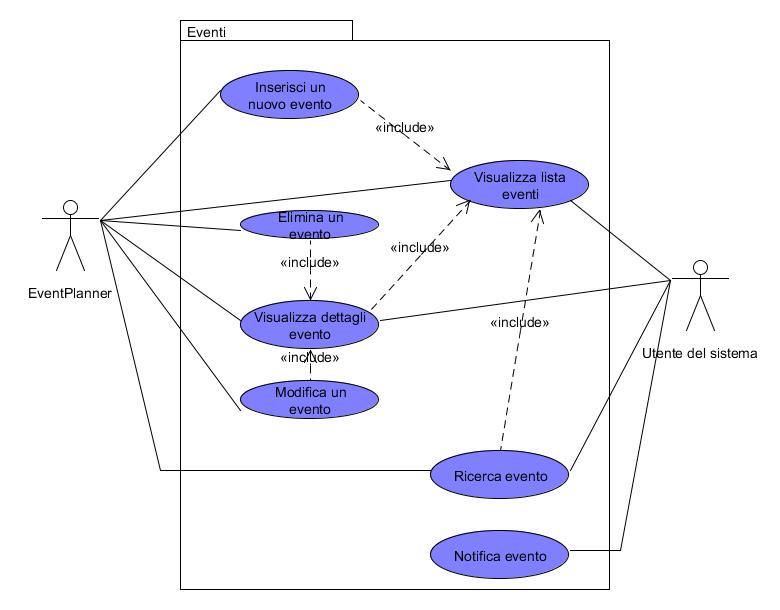 Eventi
Inserisci un
nuovo evento
«include»
Visualizza lista
eventi
Elimina un
evento
«include»
«include»
EventPlanner
Visualizza dettagli
evento
«include»
«include»
Utente del sistema
Modifica un
evento
Ricerca evento
Notifica evento